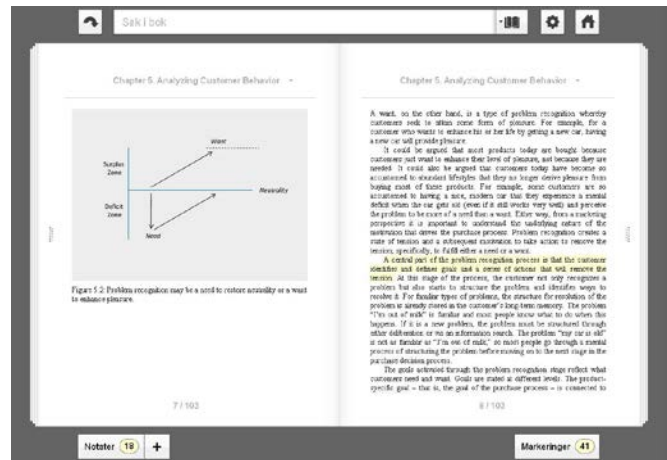 Søk i bok
Chapter 5. Analyzing Customer Behavior
Want
Surplus
Zone
Neutrality
Deficit
Zone
Need
Figure 5.2 Problem recognition may be a need to restore neutrality or a want
to enhance pleasure.
7 / 103
Chapter 5. Analyzing Customer Behavior
A want, on the other hand, is a type of problem recognition whereby
customers seek to attain some form of pleasure. For example, for a
customer who wants to enhance his or her life by getting a new car, having
a new car will provide pleasure.
It could be argued that most products today are bought because
customers just want to enhance their level of pleasure, not because they are
needed. It could also be argued that customers today have become so
accustomed to abundant lifestyles that they no longer derive pleasure from
buying most of these products. For example, some customers are so
accustomed to having a nice, modern car that they experience a mental
deficit when the car gets old (even if it still works very well) and perceive
the problem to be more of a need than a want. Either way, from a marketing
perspective it is important to understand the underlying nature of the
motivation that drives the purchase process. Problem recognition creates a
state of tension and a subsequent motivation to take action to remove the
tension, specifically, to fulfill either a need or a want.
A central part of the problem recognition process is that the customer
identifies and defines goals and a series of actions that will remove the
tension. At this stage of the process, the customer not only recognizes a
problem but also starts to structure the problem and identifies ways to
resolve it. For familiar types of problems, the structure for resolution of the
problem is already stored in the customer's long-term memory. The problem
"I'm out of milk" is familiar and most people know what to do when this
happens. If it is a new problem, the problem must be structured through
either deliberation or via an information search. The problem "my car is old"
is not as familiar as "I'm out of milk," so most people go through a mental
process of structuring the problem before moving on to the next stage in the
purchase decision process.
The goals activated through the problem recognition stage reflect what
customers need and want. Goals are stated at different levels. The product-
specific goal – that is, the goal of the purchase process – is connected to
8 / 103
Notater 18 +
Markeringer 41